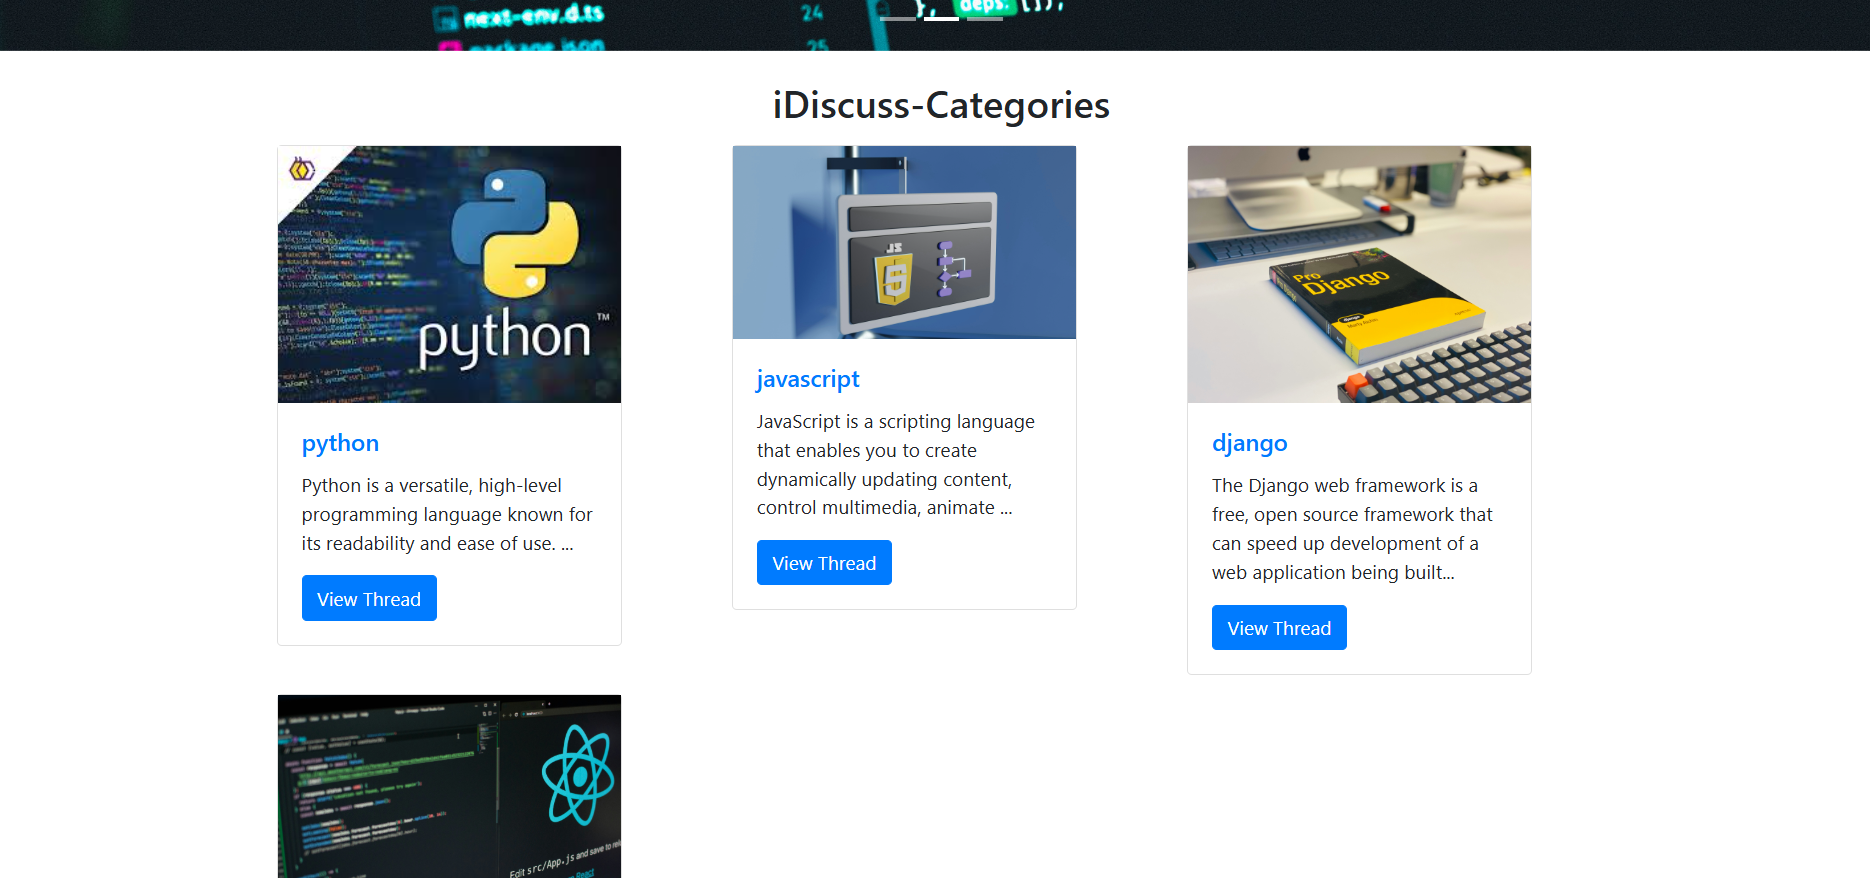 next-env.d.ts
package.json
24
25
}, deps: [],
iDiscuss-Categories
python™
JS
Pro
Django
python
Python is a versatile, high-level
programming language known for
its readability and ease of use. ...
View Thread
javascript
JavaScript is a scripting language
that enables you to create
dynamically updating content,
control multimedia, animate ...
View Thread
django
The Django web framework is a
free, open source framework that
can speed up development of a
web application being built...
View Thread
Edit src/App.js and save to rel
React